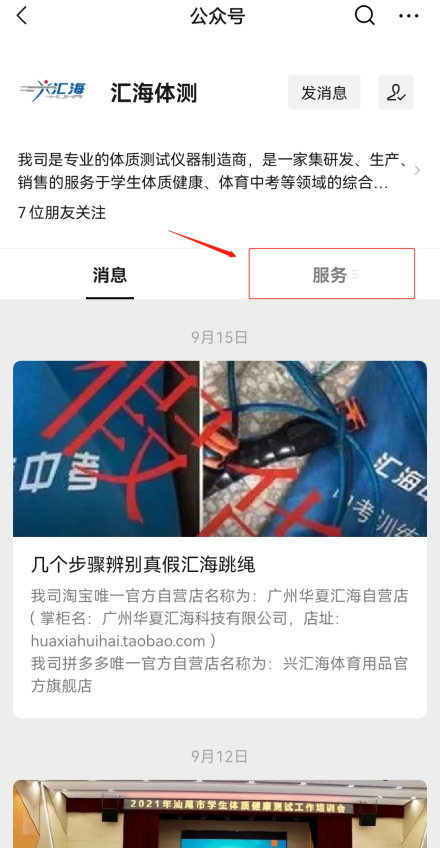 公众号
兴汇海
汇海体测
发消息
我司是专业的体质测试仪器制造商，是一家集研发、生产、
销售的服务于学生体质健康、体育中考等领域的综合...
7位朋友关注
消息
服务
9月15日
中考
假
汇海
中考训练
几个步骤辨别真假汇海跳绳
我司淘宝唯一官方自营店名称为：广州华夏汇海自营店
（掌柜名：广州华夏汇海科技有限公司，店址：
huaxiahuihai.taobao.com）
我司拼多多唯一官方自营店名称为：兴汇海体育用品官
方旗舰店
9月12日
2021年汕尾市学生体质健康测试工作培训会